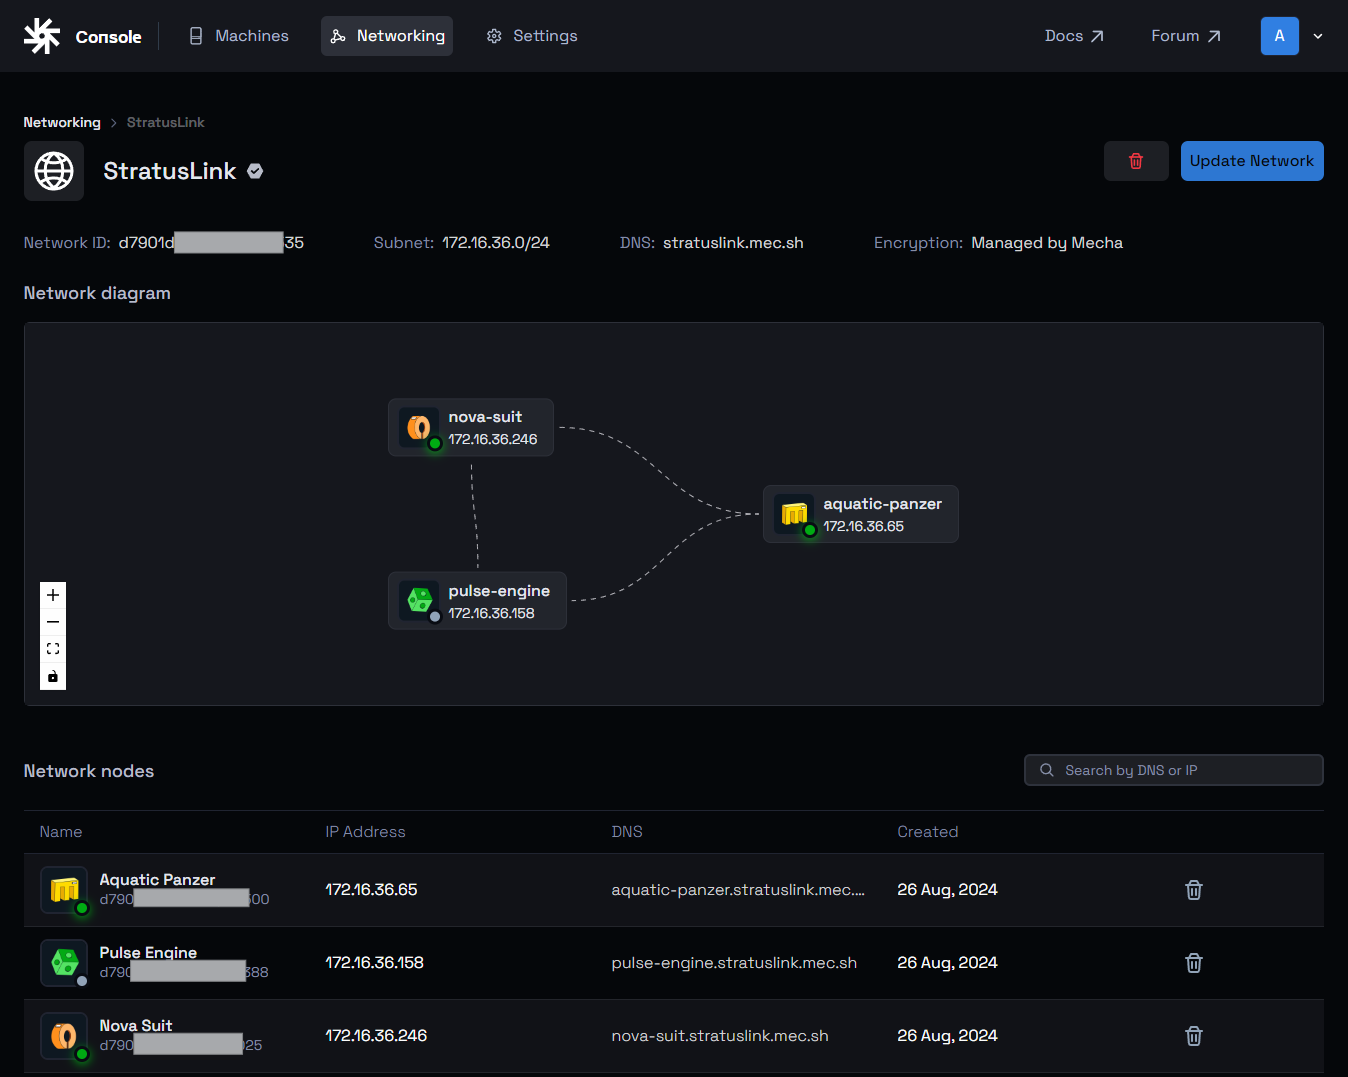 Console
Machines
Networking
Settings
Docs
Forum
A
Networking > StratusLink
StratusLink
Update Network
Network ID: d7901d 35
Subnet: 172.16.36.0/24
DNS: stratuslink.mec.sh
Encryption: Managed by Mecha
Network diagram
nova-suit
172.16.36.246
aquatic-panzer
172.16.36.65
pulse-engine
172.16.36.158
Network nodes
Search by DNS or IP
Name IP Address DNS Created
Aquatic Panzer
d790 00
172.16.36.65
aquatic-panzer.stratuslink.mec....
26 Aug, 2024
Pulse Engine
d790 388
172.16.36.158
pulse-engine.stratuslink.mec.sh
26 Aug, 2024
Nova Suit
d790 25
172.16.36.246
nova-suit.stratuslink.mec.sh
26 Aug, 2024